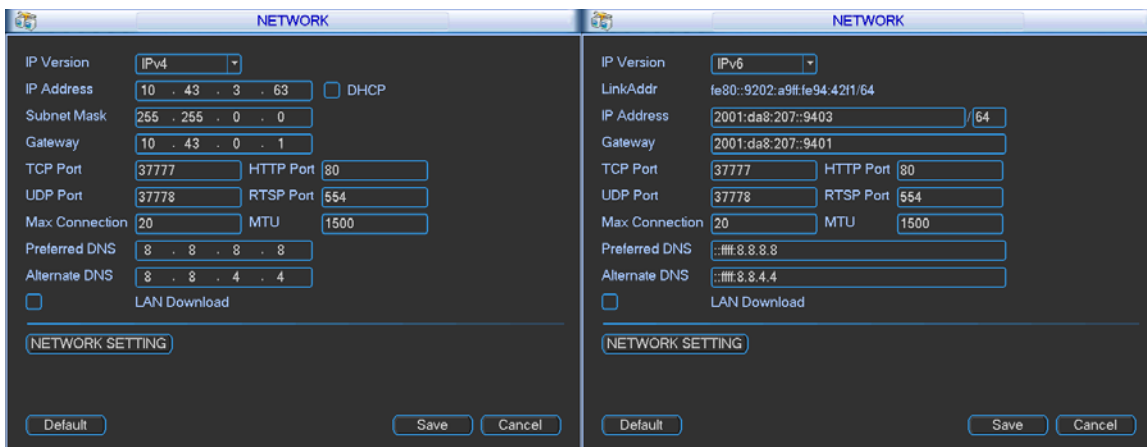 NETWORK
IP Version IPv4
IP Address 10 . 43 . 3 . 63 DHCP
Subnet Mask 255 . 255 . 0 . 0
Gateway 10 . 43 . 0 . 1
TCP Port 37777 HTTP Port 80
UDP Port 37778 RTSP Port 554
Max Connection 20 MTU 1500
Preferred DNS 8 . 8 . 8 . 8
Alternate DNS 8 . 8 . 4 . 4
LAN Download
NETWORK SETTING
Default Save Cancel
NETWORK
IP Version IPv6
LinkAddr fe80::9202:a9ff:fe94:42f1/64
IP Address 2001:da8:207::9403 / 64
Gateway 2001:da8:207::9401
TCP Port 37777 HTTP Port 80
UDP Port 37778 RTSP Port 554
Max Connection 20 MTU 1500
Preferred DNS ::ffff:8.8.8.8
Alternate DNS ::ffff:8.8.4.4
LAN Download
NETWORK SETTING
Default Save Cancel